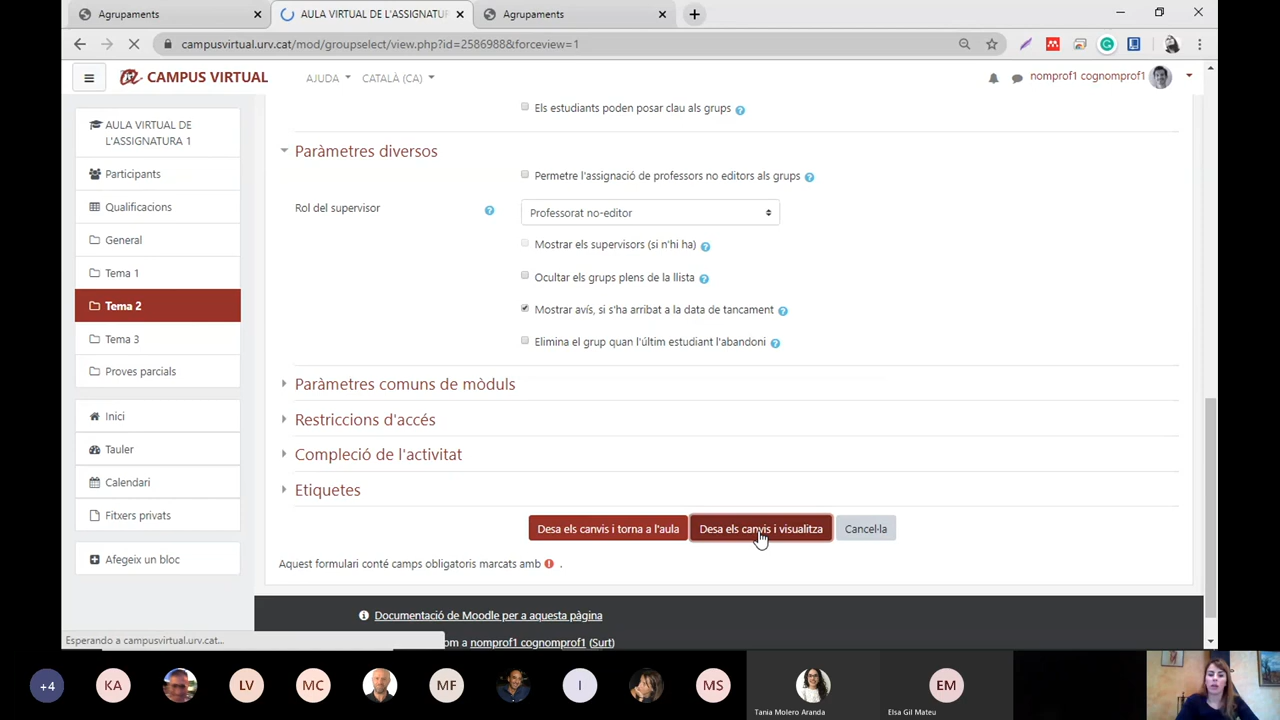 Agrupaments
AULA VIRTUAL DE L'ASSIGNATUR
Agrupaments
campusvirtual.urv.cat/mod/groupselect/view.php?id=2586988&forceview=1
CAMPUS VIRTUAL
AJUDA
CATALÀ (CA)
nomprof1 cognomprof1
AULA VIRTUAL DE
L'ASSIGNATURA 1
Participants
Qualificacions
General
Tema 1
Tema 2
Tema 3
Proves parcials
Inici
Tauler
Calendari
Fitxers privats
Afegeix un bloc
Els estudiants poden posar clau als grups
Paràmetres diversos
Permetre l'assignació de professors no editors als grups
Rol del supervisor
Professorat no-editor
Mostrar els supervisors (si n'hi ha)
Ocultar els grups plens de la llista
Mostrar avís, si s'ha arribat a la data de tancament
Elimina el grup quan l'últim estudiant l'abandoni
Paràmetres comuns de mòduls
Restriccions d'accés
Compleció de l'activitat
Etiquetes
Desa els canvis i torna a l'aula
Desa els canvis i visualitza
Cancel·la
Aquest formulari conté camps obligatoris marcats amb .
Documentació de Moodle per a aquesta pàgina
Esperando a campusvirtual.urv.cat...
om a nomprof1 cognomprof1 (Surt)
+4
KA
LV
MC
MF
I
MS
Tania Molero Aranda
EM
Elsa Gil Mateu